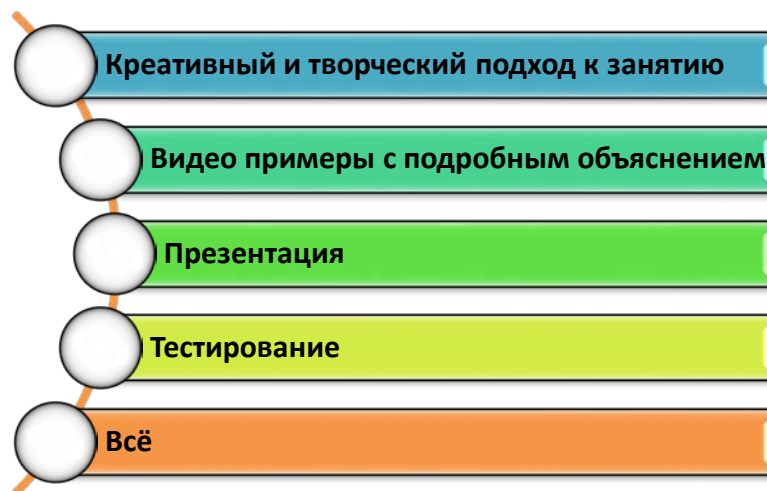 Креативный и творческий подход к занятию
Видео примеры с подробным объяснением
Презентация
Тестирование
Всё